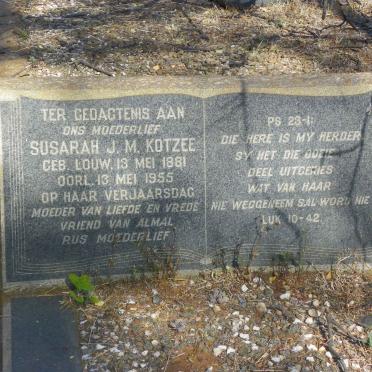 TER GEDAGTENIS AAN
ONS MOEDERLIEF
SUSARAH J. M. KOTZEE
GEB. LOUW, 13 MEI 1881
OORL. 13 MEI 1955
OP HAAR VERJAARSDAG
MOEDER VAN LIEFDE EN VREDE
VRIEND VAN ALMAL
RUS MOEDERLIEF
PS 23-1:
DIE HERE IS MY HERDER
SY HET DIE GOEIE
DEEL UITGEKIES
WAT VAN HAAR
NIE WEGGENEEM SAL WORD NIE
LUK 10-42.